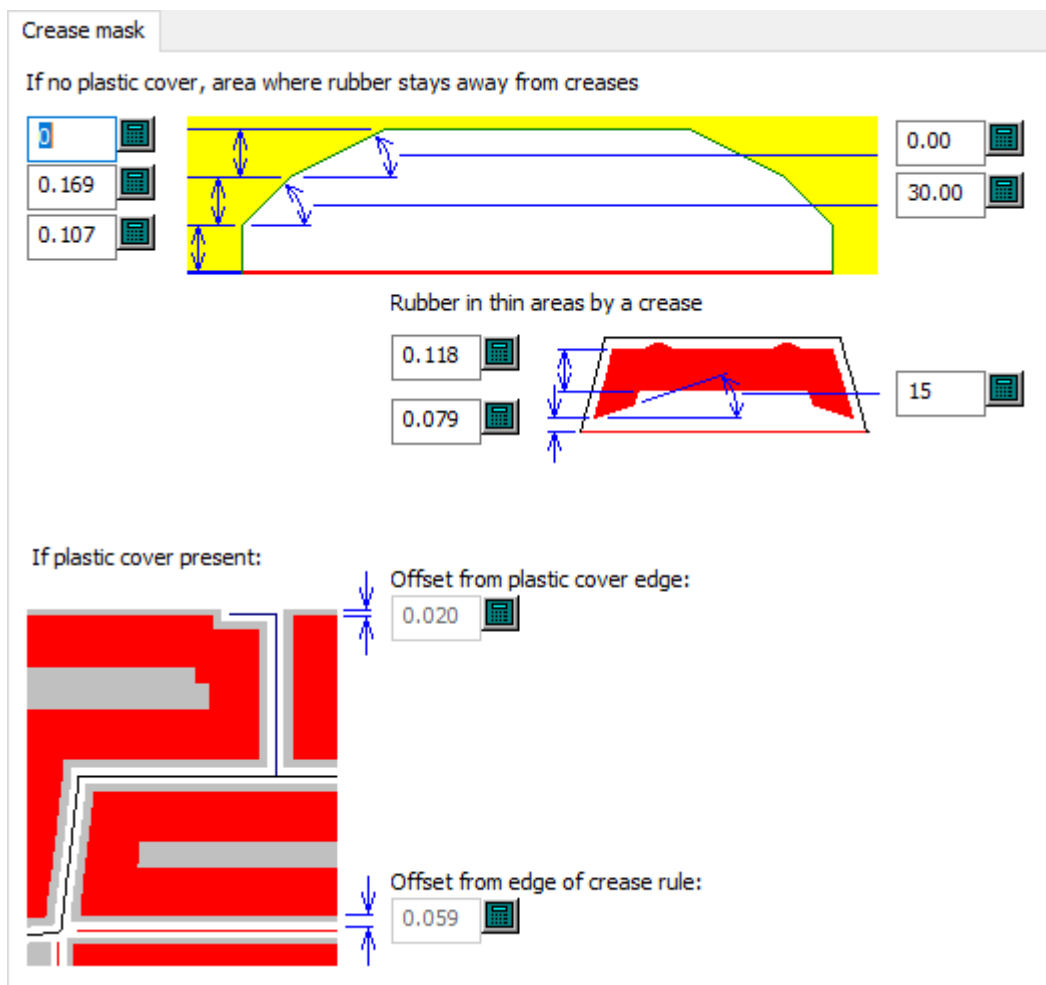 Crease mask
If no plastic cover, area where rubber stays away from creases
0
0.00
0.169
30.00
0.107
Rubber in thin areas by a crease
0.118
15
0.079
If plastic cover present:
Offset from plastic cover edge:
0.020
Offset from edge of crease rule:
0.059